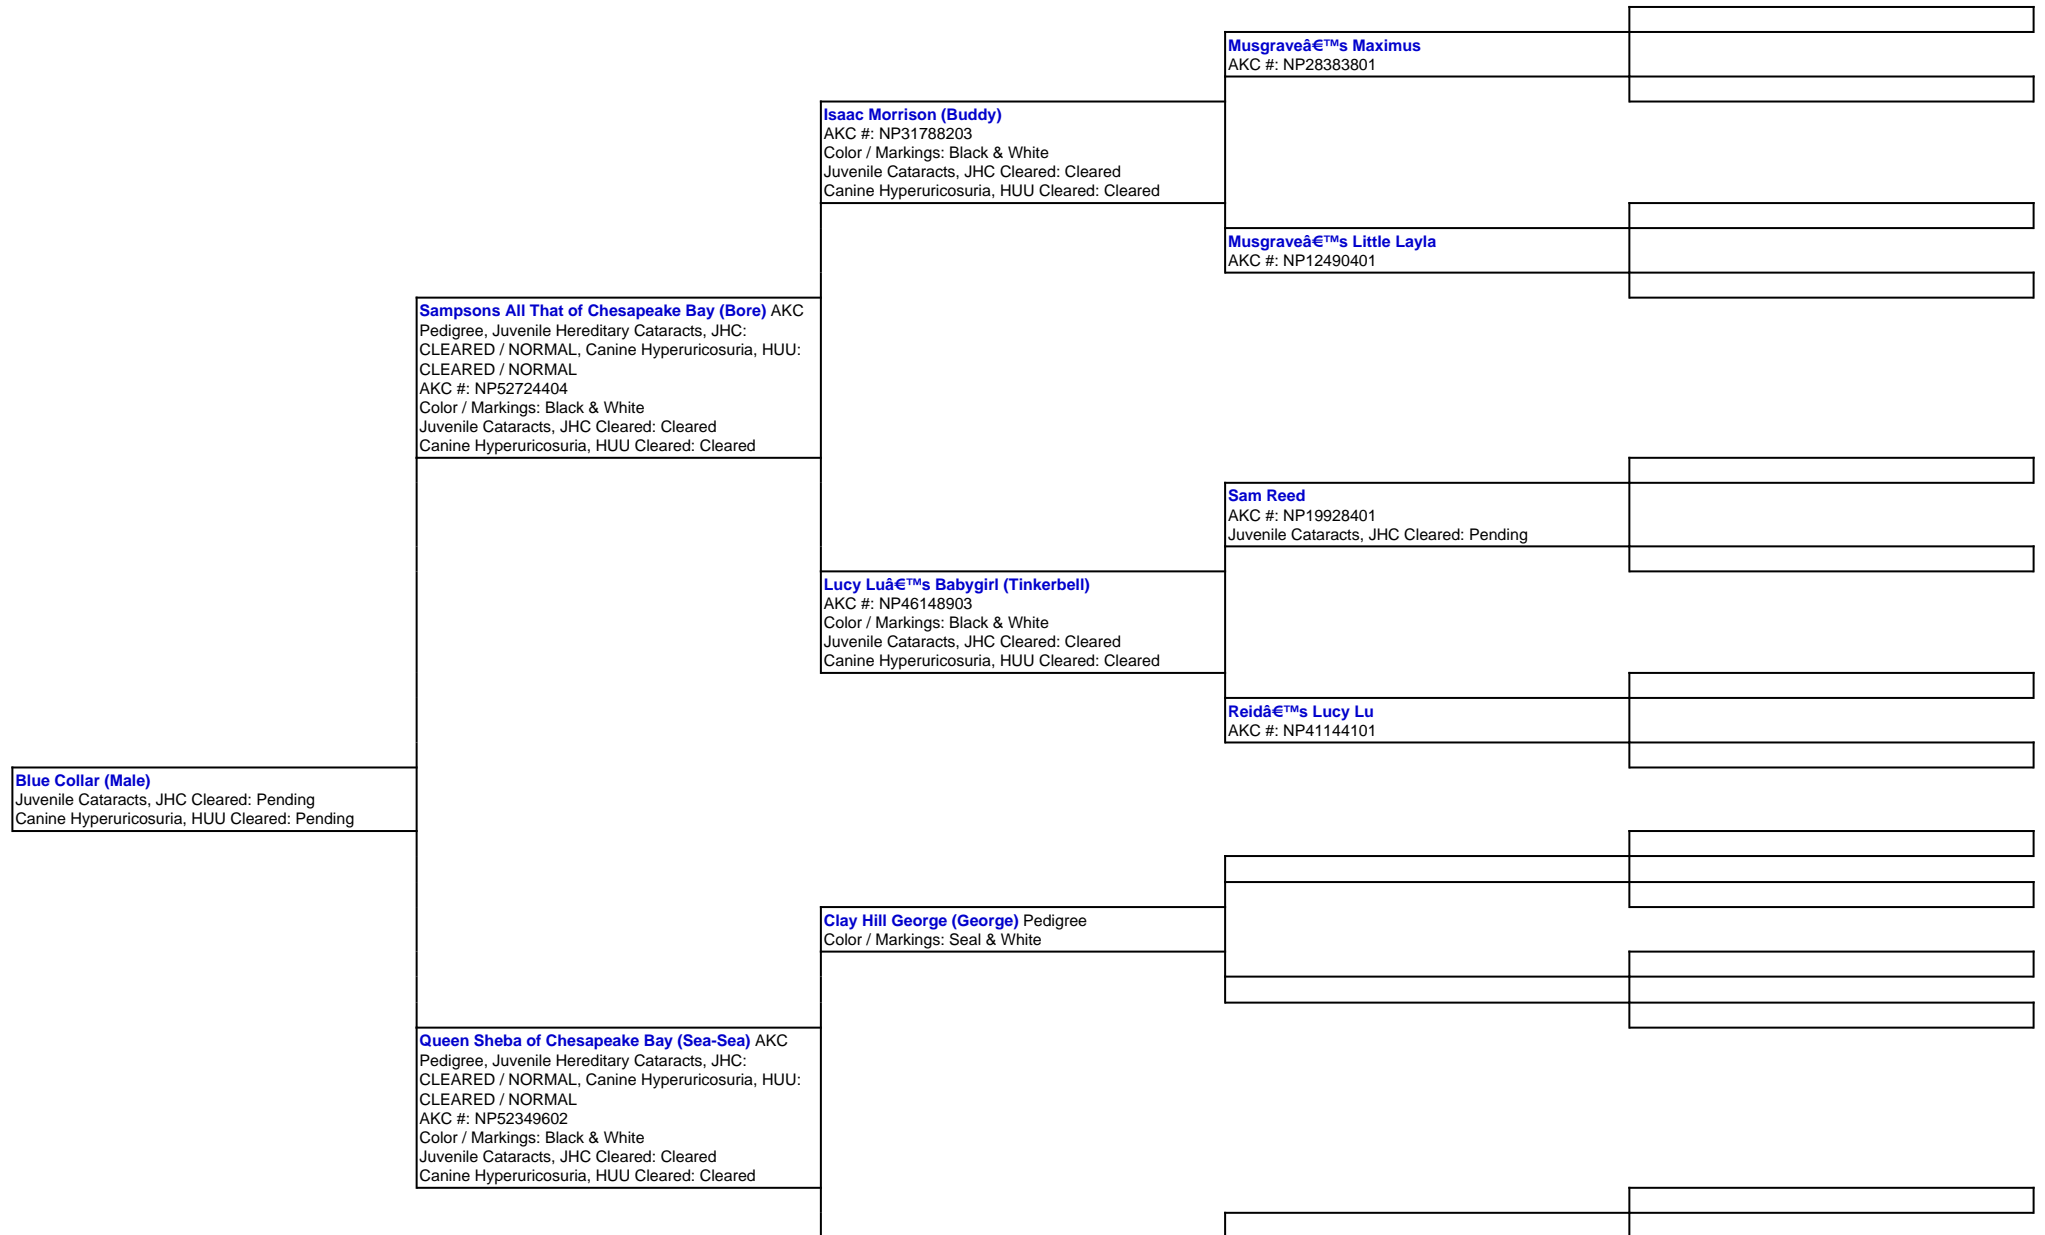 Musgraveâ€™s Maximus
AKC #: NP28383801
Isaac Morrison (Buddy)
AKC #: NP31788203
Color / Markings: Black & White
Juvenile Cataracts, JHC Cleared: Cleared
Canine Hyperuricosuria, HUU Cleared: Cleared
Musgraveâ€™s Little Layla
AKC #: NP12490401
Sampsons All That of Chesapeake Bay (Bore) AKC
Pedigree, Juvenile Hereditary Cataracts, JHC:
CLEARED / NORMAL, Canine Hyperuricosuria, HUU:
CLEARED / NORMAL
AKC #: NP52724404
Color / Markings: Black & White
Juvenile Cataracts, JHC Cleared: Cleared
Canine Hyperuricosuria, HUU Cleared: Cleared
Sam Reed
AKC #: NP19928401
Juvenile Cataracts, JHC Cleared: Pending
Lucy Luâ€™s Babygirl (Tinkerbell)
AKC #: NP46148903
Color / Markings: Black & White
Juvenile Cataracts, JHC Cleared: Cleared
Canine Hyperuricosuria, HUU Cleared: Cleared
Reidâ€™s Lucy Lu
AKC #: NP41144101
Blue Collar (Male)
Juvenile Cataracts, JHC Cleared: Pending
Canine Hyperuricosuria, HUU Cleared: Pending
Clay Hill George (George) Pedigree
Color / Markings: Seal & White
Queen Sheba of Chesapeake Bay (Sea-Sea) AKC
Pedigree, Juvenile Hereditary Cataracts, JHC:
CLEARED / NORMAL, Canine Hyperuricosuria, HUU:
CLEARED / NORMAL
AKC #: NP52349602
Color / Markings: Black & White
Juvenile Cataracts, JHC Cleared: Cleared
Canine Hyperuricosuria, HUU Cleared: Cleared